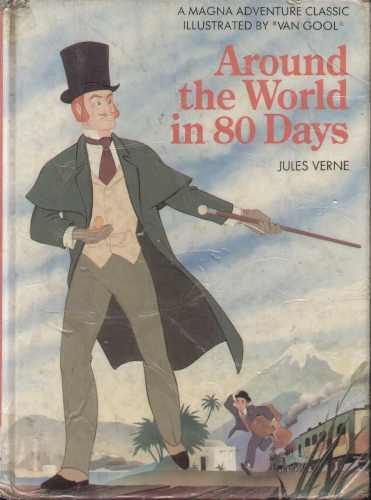 A MAGNA ADVENTURE CLASSIC
ILLUSTRATED BY "VAN GOOL"
Around
the World
in 80 Days
JULES VERNE